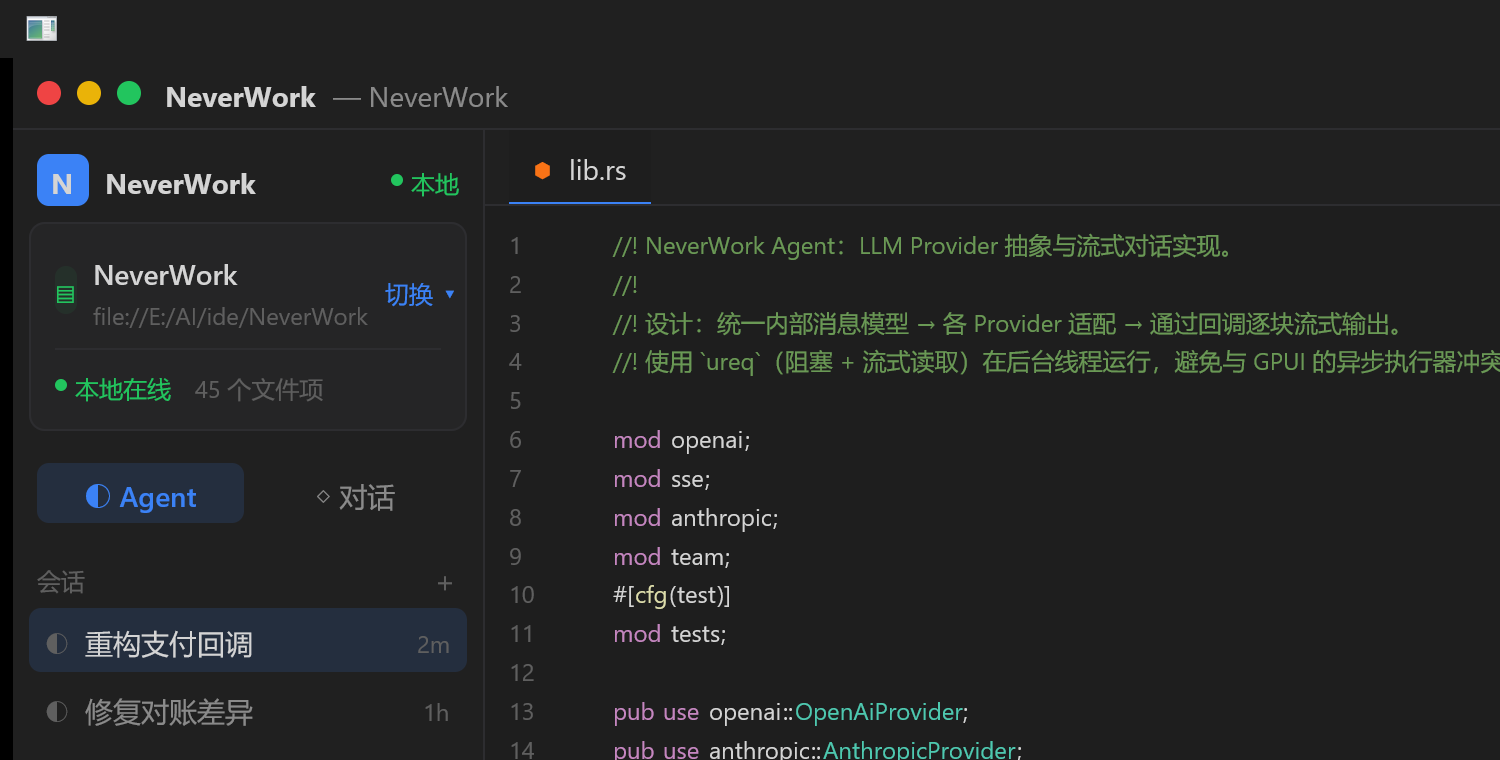 NeverWork — NeverWork
N NeverWork 本地
NeverWork
file://E:/AI/ide/NeverWork
切换
本地在线 45 个文件项
Agent 对话
会话 +
重构支付回调 2m
修复对账差异 1h
lib.rs
1 //! NeverWork Agent：LLM Provider 抽象与流式对话实现。
2 //!
3 //! 设计：统一内部消息模型 → 各 Provider 适配 → 通过回调逐块流式输出。
4 //! 使用 `ureq`（阻塞 + 流式读取）在后台线程运行，避免与 GPUI 的异步执行器冲突
5
6 mod openai;
7 mod sse;
8 mod anthropic;
9 mod team;
10 #[cfg(test)]
11 mod tests;
12
13 pub use openai::OpenAiProvider;
14 pub use anthropic::AnthropicProvider;